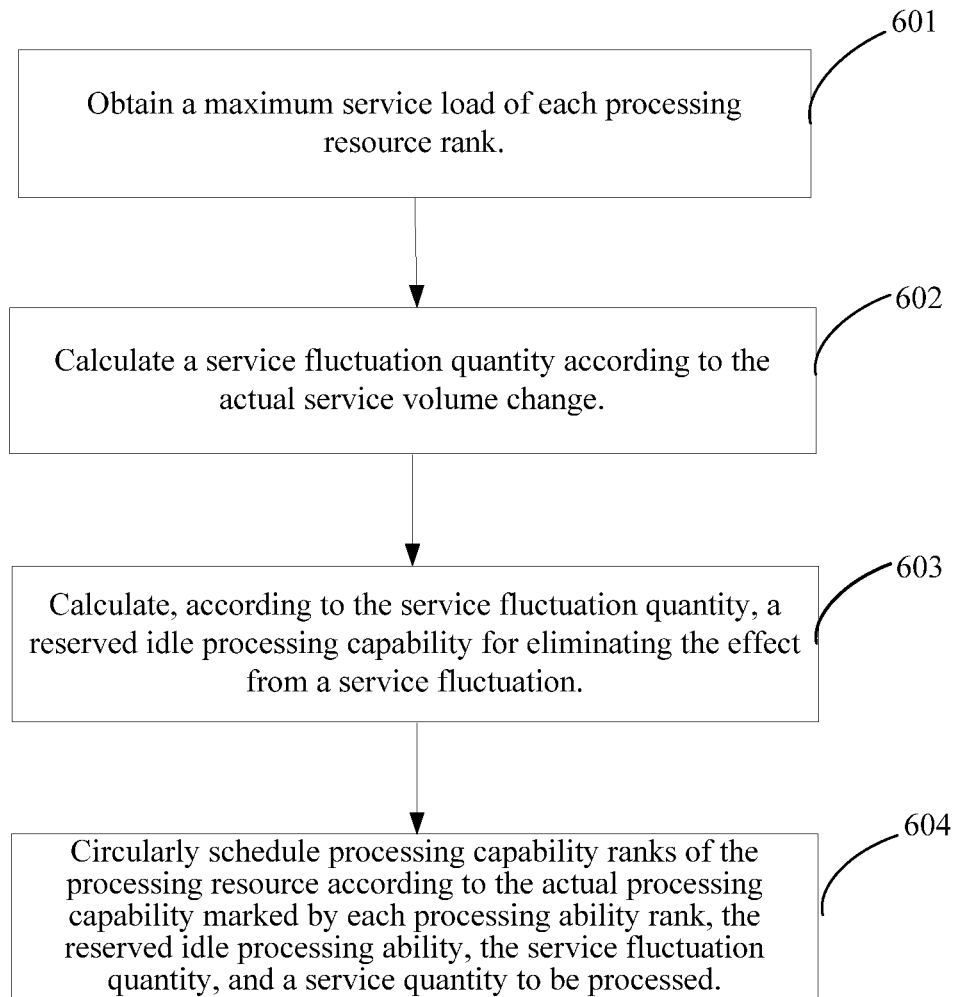 601
Obtain a maximum service load of each processing
resource rank.
602
Calculate a service fluctuation quantity according to the
actual service volume change.
603
Calculate, according to the service fluctuation quantity, a
reserved idle processing capability for eliminating the effect
from a service fluctuation.
604
Circularly schedule processing capability ranks of the
processing resource according to the actual processing
capability marked by each processing ability rank, the
reserved idle processing ability, the service fluctuation
quantity, and a service quantity to be processed.